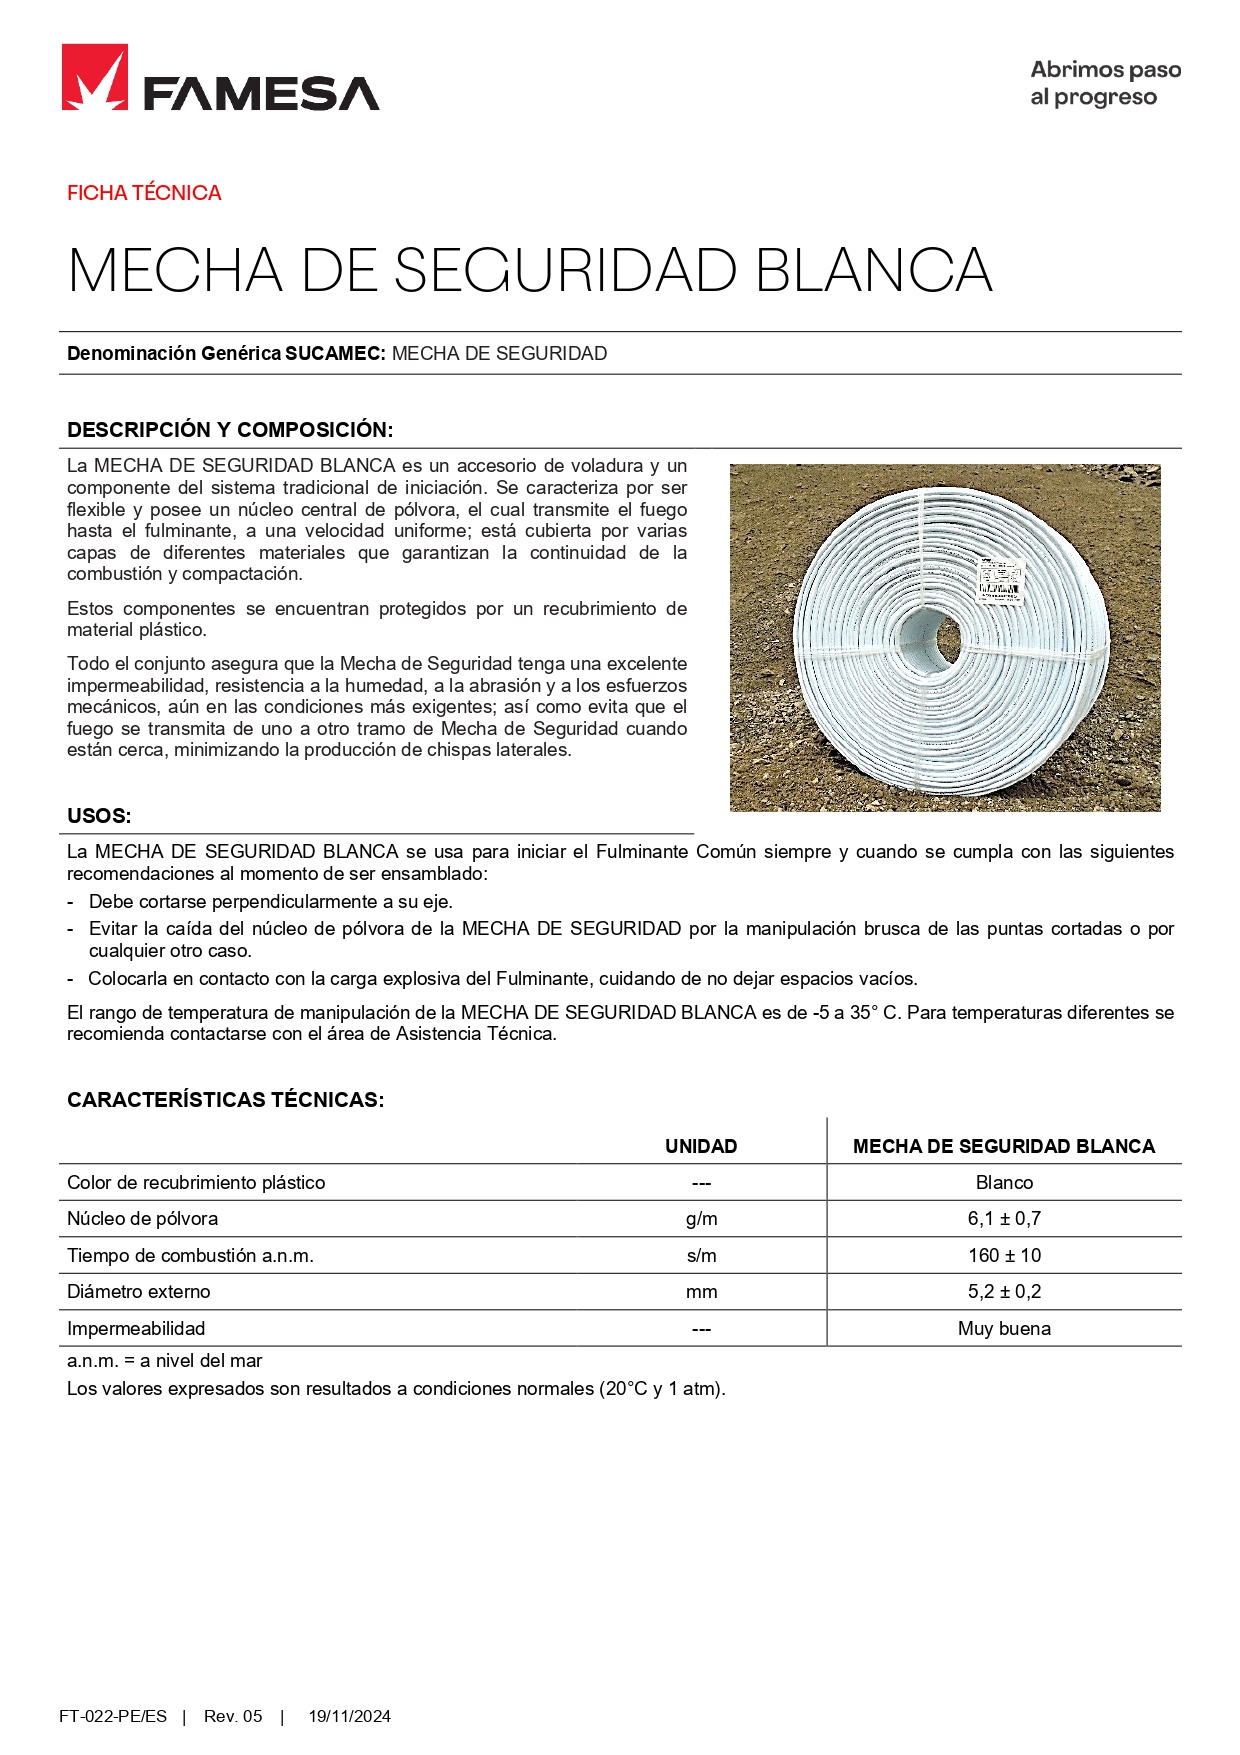 FAMESA
Abrimos paso
al progreso
FICHA TÉCNICA
MECHA DE SEGURIDAD BLANCA
Denominación Genérica SUCAMEC: MECHA DE SEGURIDAD
DESCRIPCIÓN Y COMPOSICIÓN:
La MECHA DE SEGURIDAD BLANCA es un accesorio de voladura y un
componente del sistema tradicional de iniciación. Se caracteriza por ser
flexible y posee un núcleo central de pólvora, el cual transmite el fuego
hasta el fulminante, a una velocidad uniforme; está cubierta por varias
capas de diferentes materiales que garantizan la continuidad de la
combustión y compactación.
Estos componentes se encuentran protegidos por un recubrimiento de
material plástico.
Todo el conjunto asegura que la Mecha de Seguridad tenga una excelente
impermeabilidad, resistencia a la humedad, a la abrasión y a los esfuerzos
mecánicos, aún en las condiciones más exigentes; así como evita que el
fuego se transmita de uno a otro tramo de Mecha de Seguridad cuando
están cerca, minimizando la producción de chispas laterales.
USOS:
La MECHA DE SEGURIDAD BLANCA se usa para iniciar el Fulminante Común siempre y cuando se cumpla con las siguientes
recomendaciones al momento de ser ensamblado:
- Debe cortarse perpendicularmente a su eje.
- Evitar la caída del núcleo de pólvora de la MECHA DE SEGURIDAD por la manipulación brusca de las puntas cortadas o por
cualquier otro caso.
- Colocarla en contacto con la carga explosiva del Fulminante, cuidando de no dejar espacios vacíos.
El rango de temperatura de manipulación de la MECHA DE SEGURIDAD BLANCA es de -5 a 35° C. Para temperaturas diferentes se
recomienda contactarse con el área de Asistencia Técnica.
CARACTERÍSTICAS TÉCNICAS:
UNIDAD MECHA DE SEGURIDAD BLANCA
Color de recubrimiento plástico --- Blanco
Núcleo de pólvora g/m 6,1 ± 0,7
Tiempo de combustión a.n.m. s/m 160 ± 10
Diámetro externo mm 5,2 ± 0,2
Impermeabilidad --- Muy buena
a.n.m. = a nivel del mar
Los valores expresados son resultados a condiciones normales (20°C y 1 atm).
FT-022-PE/ES | Rev. 05 | 19/11/2024